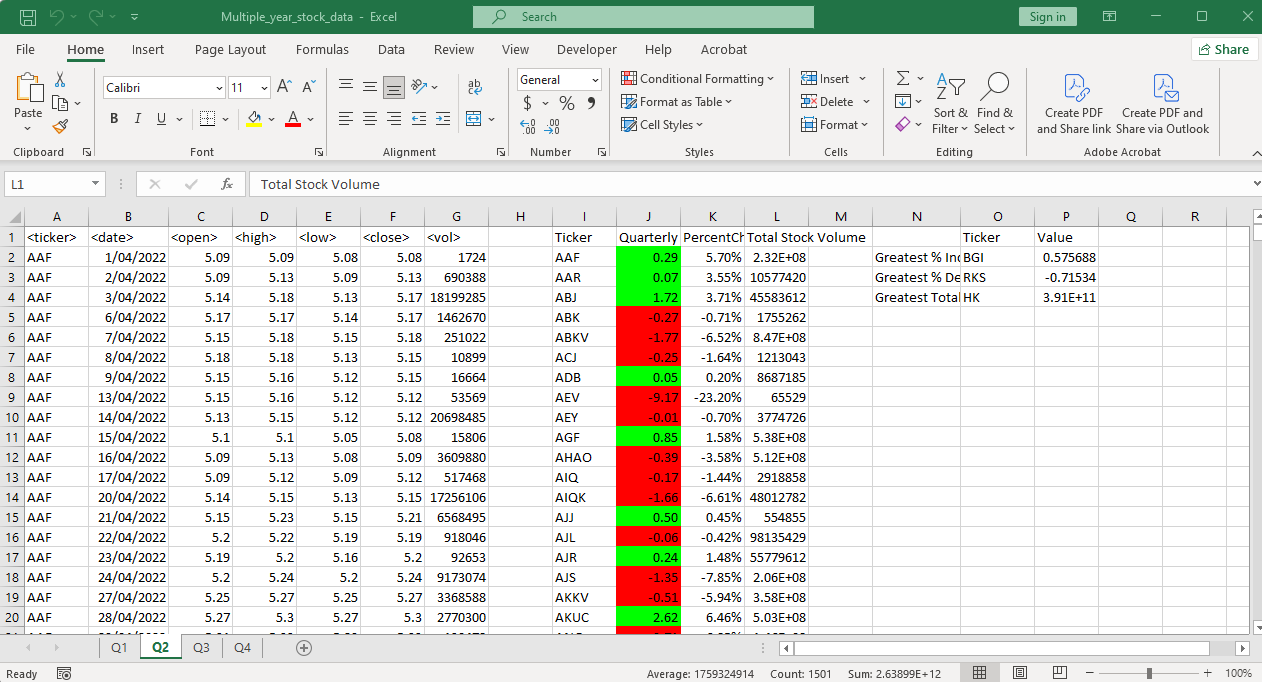 Multiple_year_stock_data - Excel Search Sign in
File Home Insert Page Layout Formulas Data Review View Developer Help Acrobat Share
Paste Calibri 11 General Conditional Formatting Insert Sort & Find & Create PDF Create PDF and
B I U A $ % Format as Table Delete Filter Select and Share link Share via Outlook
Cell Styles Format
Clipboard Font Alignment Number Styles Cells Editing Adobe Acrobat
L1 fx Total Stock Volume
A B C D E F G H I J K L M N O P Q R
1 <ticker> <date> <open> <high> <low> <close> <vol> Ticker Quarterly PercentCh Total Stock Volume Ticker Value
2 AAF 1/04/2022 5.09 5.09 5.08 5.08 1724 AAF 0.29 5.70% 2.32E+08 Greatest % Inc BGI 0.575688
3 AAF 2/04/2022 5.09 5.13 5.09 5.13 690388 AAR 0.07 3.55% 10577420 Greatest % De RKS -0.71534
4 AAF 3/04/2022 5.14 5.18 5.13 5.17 18199285 ABJ 1.72 3.71% 45583612 Greatest Total HK 3.91E+11
5 AAF 6/04/2022 5.17 5.17 5.14 5.17 1462670 ABK -0.27 -0.71% 1755262
6 AAF 7/04/2022 5.15 5.18 5.15 5.18 251022 ABKV -1.77 -6.52% 8.47E+08
7 AAF 8/04/2022 5.18 5.18 5.13 5.15 10899 ACJ -0.25 -1.64% 1213043
8 AAF 9/04/2022 5.15 5.16 5.12 5.15 16664 ADB 0.05 0.20% 8687185
9 AAF 13/04/2022 5.15 5.16 5.12 5.12 53569 AEV -9.17 -23.20% 65529
10 AAF 14/04/2022 5.13 5.15 5.12 5.12 20698485 AEY -0.01 -0.70% 3774726
11 AAF 15/04/2022 5.1 5.1 5.05 5.08 15806 AGF 0.85 1.58% 5.38E+08
12 AAF 16/04/2022 5.09 5.13 5.08 5.09 3609880 AHAO -0.39 -3.58% 5.12E+08
13 AAF 17/04/2022 5.09 5.12 5.09 5.12 517468 AIQ -0.17 -1.44% 2918858
14 AAF 20/04/2022 5.14 5.15 5.13 5.15 17256106 AIQK -1.66 -6.61% 48012782
15 AAF 21/04/2022 5.15 5.23 5.15 5.21 6568495 AJJ 0.50 0.45% 554855
16 AAF 22/04/2022 5.2 5.22 5.19 5.19 918046 AJL -0.06 -0.42% 98135429
17 AAF 23/04/2022 5.19 5.2 5.16 5.2 92653 AJR 0.24 1.48% 55779612
18 AAF 24/04/2022 5.2 5.24 5.2 5.24 9173074 AJS -1.35 -7.85% 2.06E+08
19 AAF 27/04/2022 5.25 5.27 5.25 5.27 3368588 AKKV -0.51 -5.94% 3.58E+08
20 AAF 28/04/2022 5.27 5.3 5.27 5.3 2770300 AKUC 2.62 6.46% 5.03E+08
Q1 Q2 Q3 Q4
Ready Average: 1759324914 Count: 1501 Sum: 2.63899E+12 100%